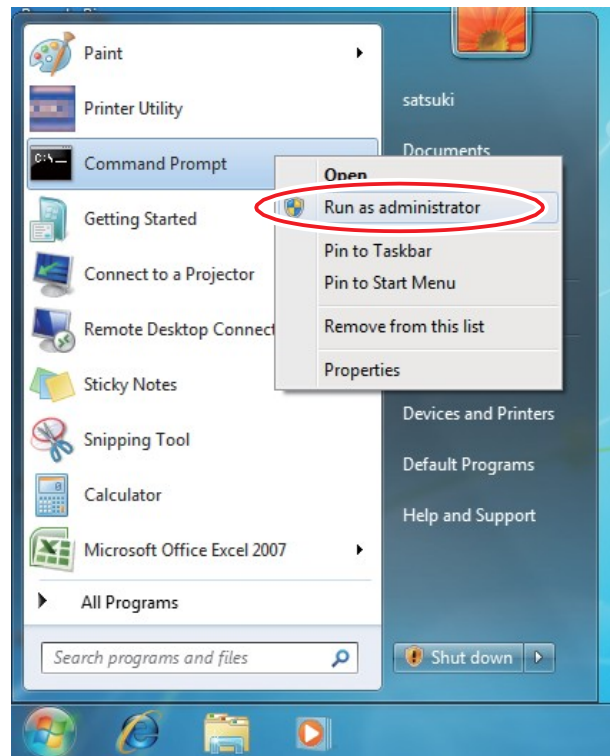 Paint
Printer Utility
Command Prompt
Getting Started
Connect to a Projector
Remote Desktop Connect
Sticky Notes
Snipping Tool
Calculator
Microsoft Office Excel 2007
All Programs
Search programs and files
satsuki
Documents
Open
Run as administrator
Pin to Taskbar
Pin to Start Menu
Remove from this list
Properties
Devices and Printers
Default Programs
Help and Support
Shut down